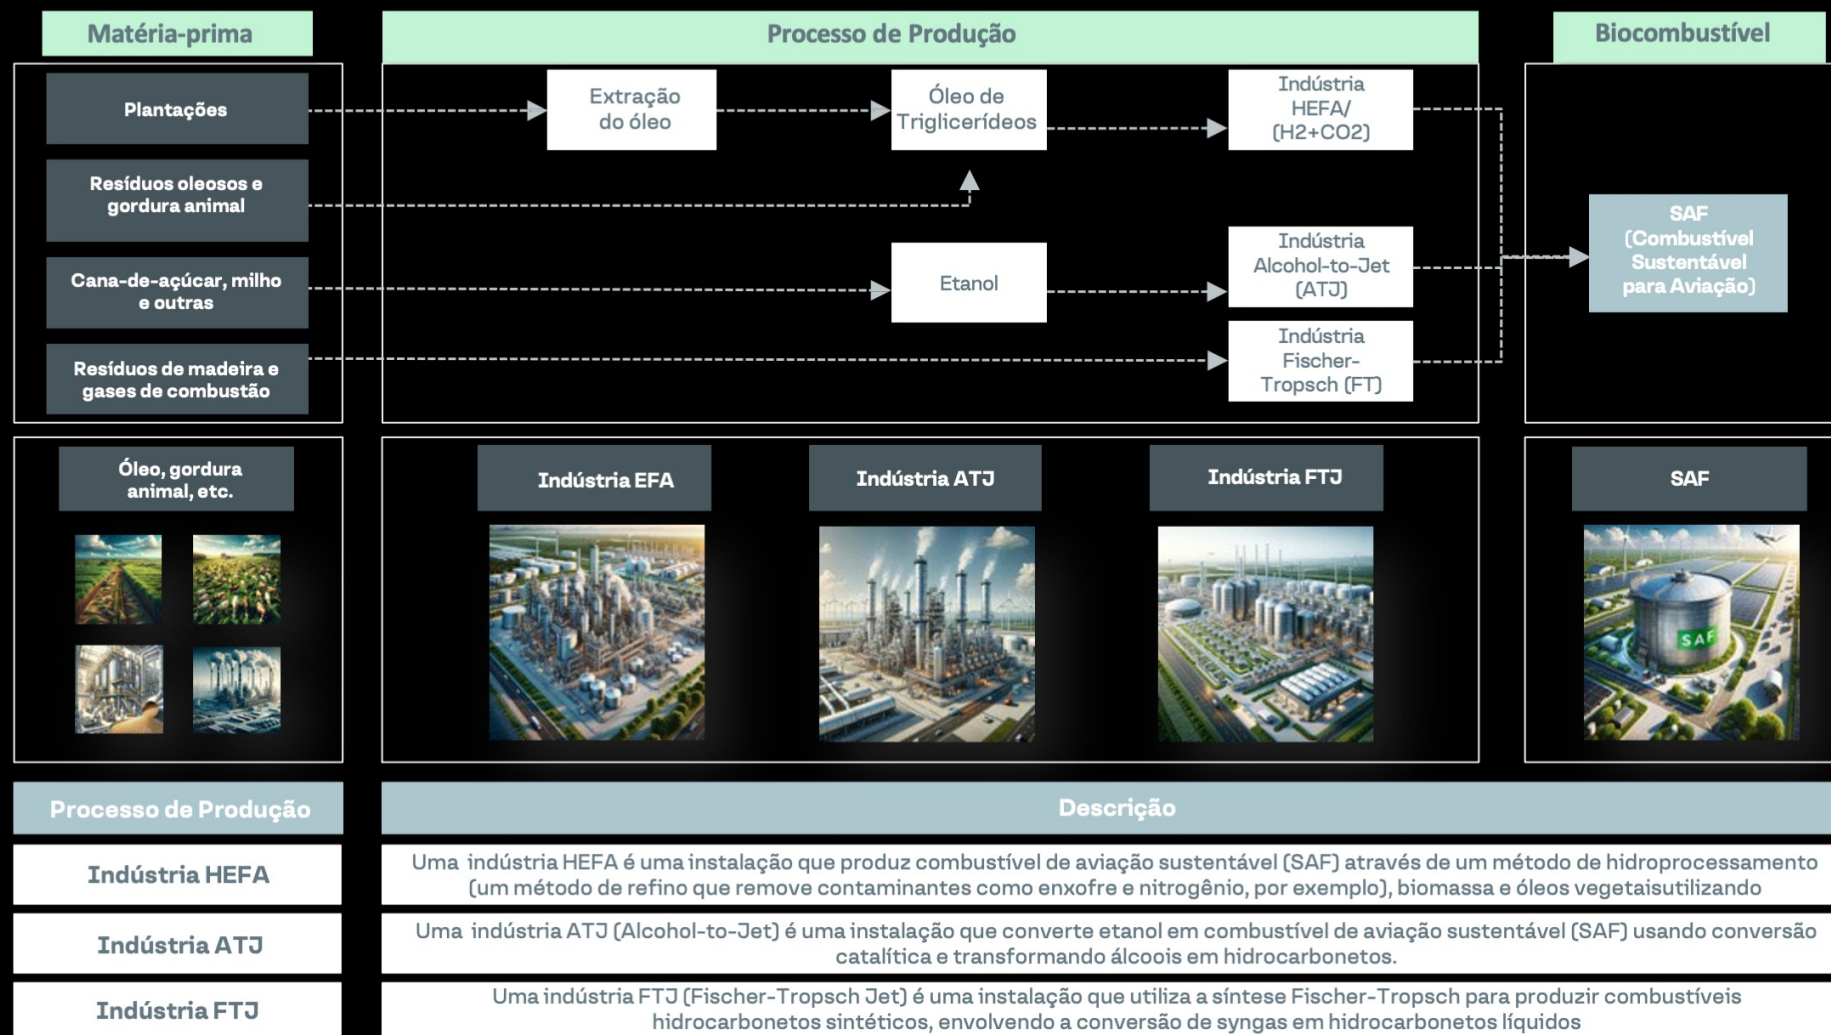 Matéria-prima
Processo de Produção
Biocombustível
Plantações
Extração
do óleo
Óleo de
Triglicerídeos
Indústria
HEFA/
(H2+CO2)
Resíduos oleosos e
gordura animal
SAF
(Combustível
Sustentável
para Aviação)
Cana-de-açúcar, milho
e outras
Etanol
Indústria
Alcohol-to-Jet
(ATJ)
Resíduos de madeira e
gases de combustão
Indústria
Fischer-
Tropsch (FT)
Óleo, gordura
animal, etc.
Indústria EFA
Indústria ATJ
Indústria FTJ
SAF
SAF
Processo de Produção
Descrição
Indústria HEFA
Uma indústria HEFA é uma instalação que produz combustível de aviação sustentável (SAF) através de um método de hidroprocessamento
(um método de refino que remove contaminantes como enxofre e nitrogênio, por exemplo), biomassa e óleos vegetaisutilizando
Indústria ATJ
Uma indústria ATJ (Alcohol-to-Jet) é uma instalação que converte etanol em combustível de aviação sustentável (SAF) usando conversão
catalítica e transformando álcoois em hidrocarbonetos.
Indústria FTJ
Uma indústria FTJ (Fischer-Tropsch Jet) é uma instalação que utiliza a síntese Fischer-Tropsch para produzir combustíveis
hidrocarbonetos sintéticos, envolvendo a conversão de syngas em hidrocarbonetos líquidos